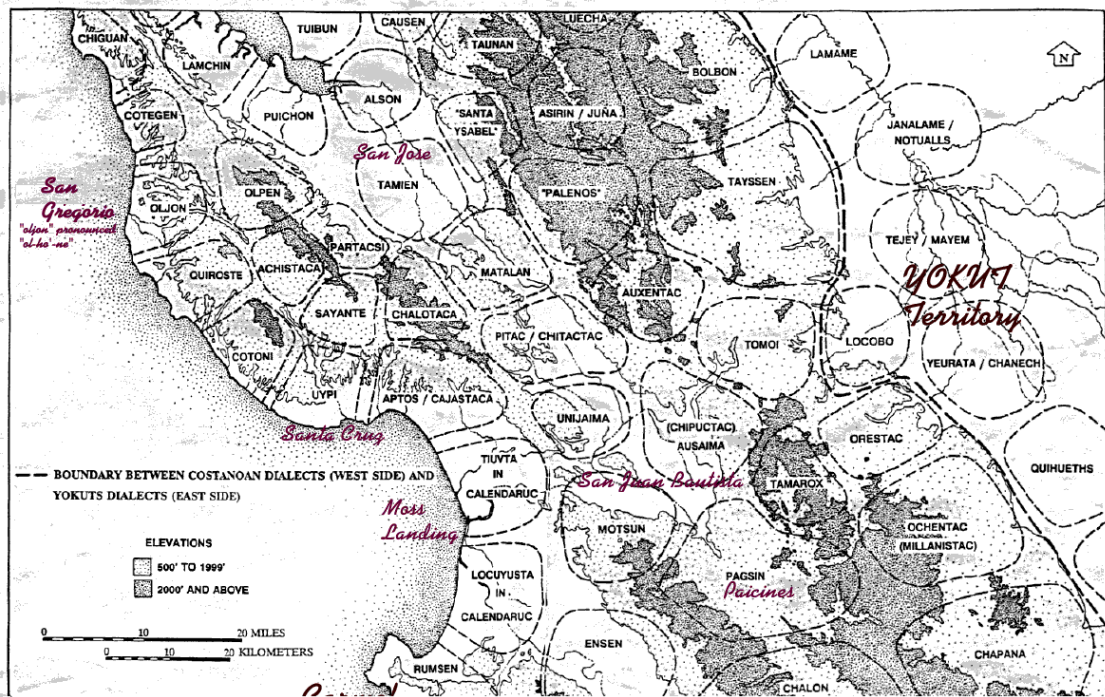 CHIGUAN
LAMCHIN
TUIBUN
CAUSEN
TAUNAN
LUECHA
BOLBON
LAMAME
N
COTEGEN
PUICHON
ALSON
"SANTA
YSABEL"
ASIRIN / JUÑA
JANALAME /
NOTUALLS
San Jose
San
Gregorio
"oljon" pronounced
"ol-ho'-ne"
OLJON
OLPEN
TAMIEN
"PALENOS"
TAYSSEN
TEJEY / MAYEM
PARTACSI
QUIROSTE
ACHISTACA
MATALAN
AUXENTAC
YOKUT
Territory
SAYANTE
CHALOTACA
PITAC / CHITACTAC
TOMOI
LOCOBO
YEURATA / CHANECH
COTONI
UYPI
APTOS / CAJASTACA
Santa Cruz
UNIJAIMA
(CHIPUCTAC)
AUSAIMA
ORESTAC
QUIHUETHS
BOUNDARY BETWEEN COSTANOAN DIALECTS (WEST SIDE) AND
YOKUTS DIALECTS (EAST SIDE)
TIUVTA
IN
CALENDARUC
San Juan Bautista
TAMAROX
Moss
Landing
MOTSUN
OCHENTAC
(MILLANISTAC)
ELEVATIONS
500' TO 1999'
2000' AND ABOVE
LOCUYUSTA
IN
CALENDARUC
PAGSIN
Paicines
0 10 20 MILES
0 10 20 KILOMETERS
ENSEN
RUMSEN
CHAPANA
CHALON